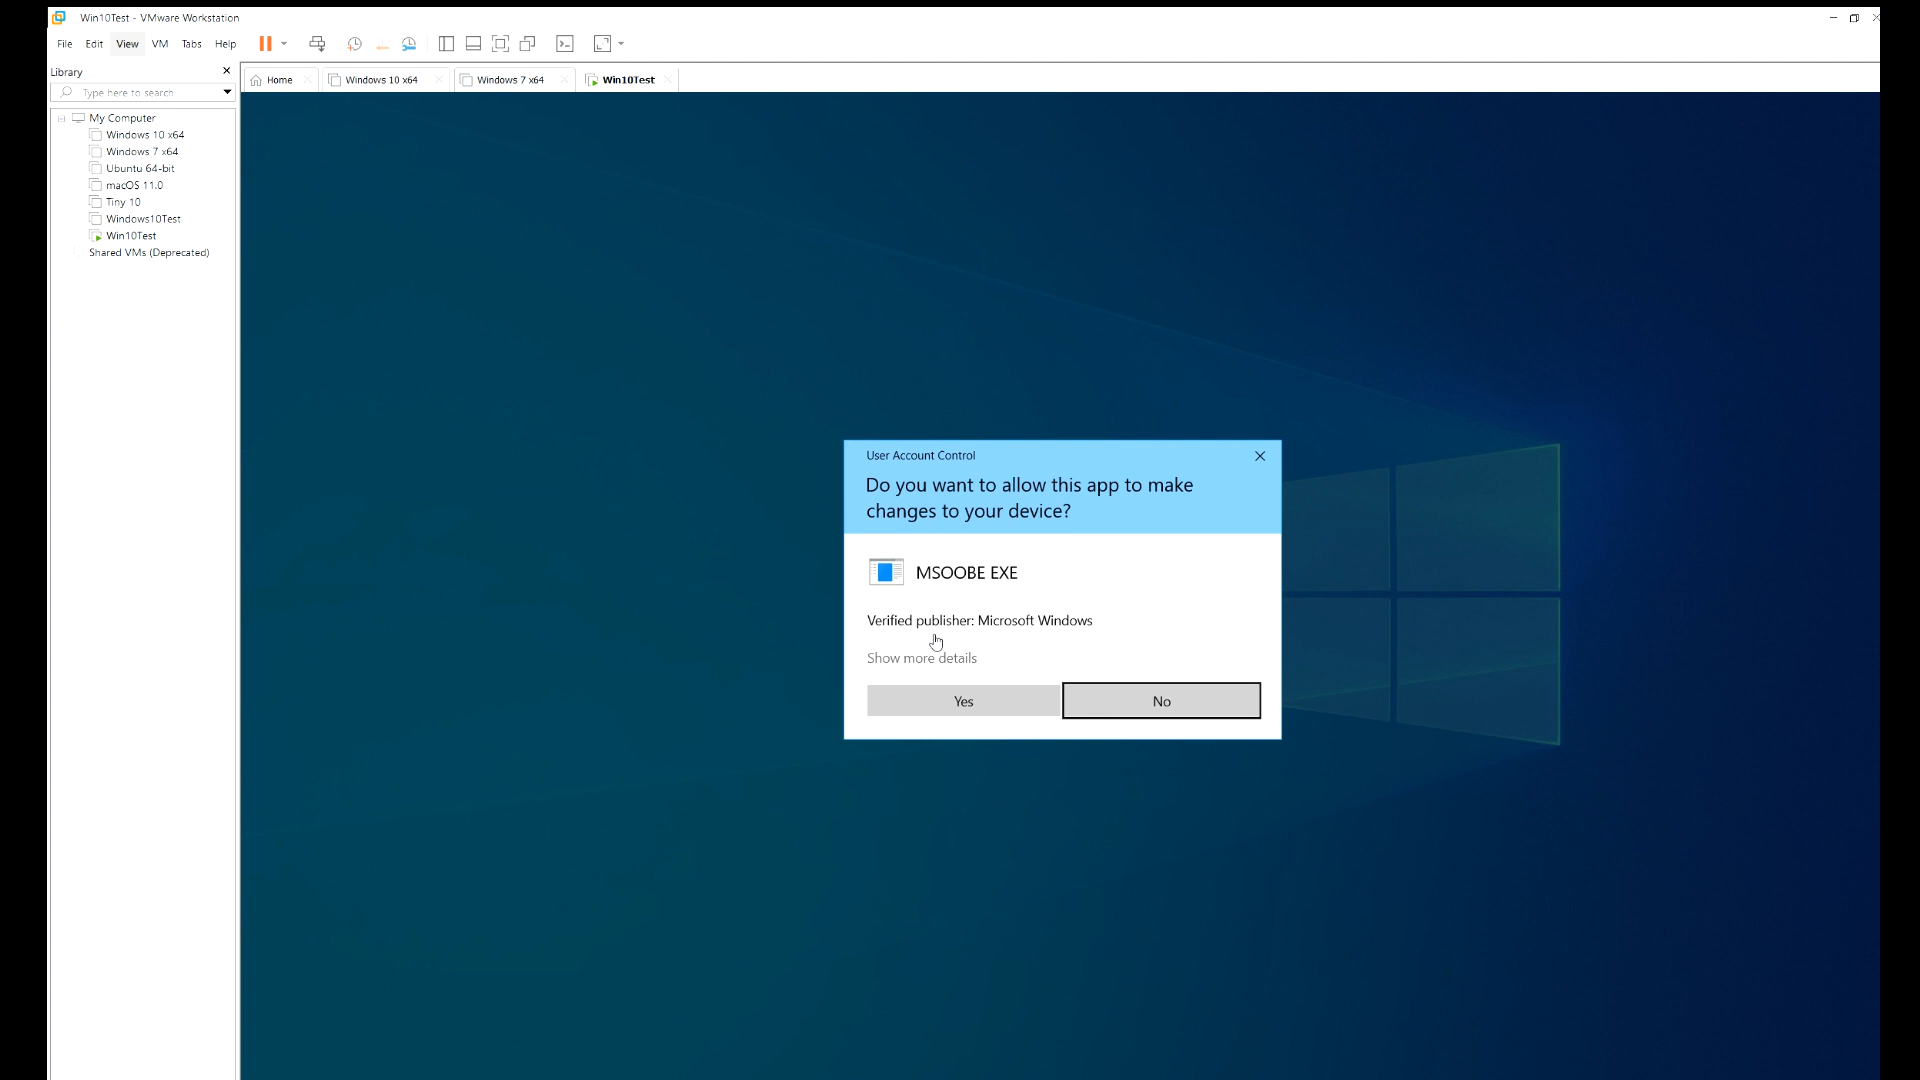 Win10Test - VMware Workstation
File Edit View VM Tabs Help
Library
Type here to search
Home Windows 10 x64 Windows 7 x64 Win10Test
My Computer
Windows 10 x64
Windows 7 x64
Ubuntu 64-bit
macOS 11.0
Tiny 10
Windows10Test
Win10Test
Shared VMs (Deprecated)
User Account Control
Do you want to allow this app to make
changes to your device?
MSOOBE EXE
Verified publisher: Microsoft Windows
Show more details
Yes No